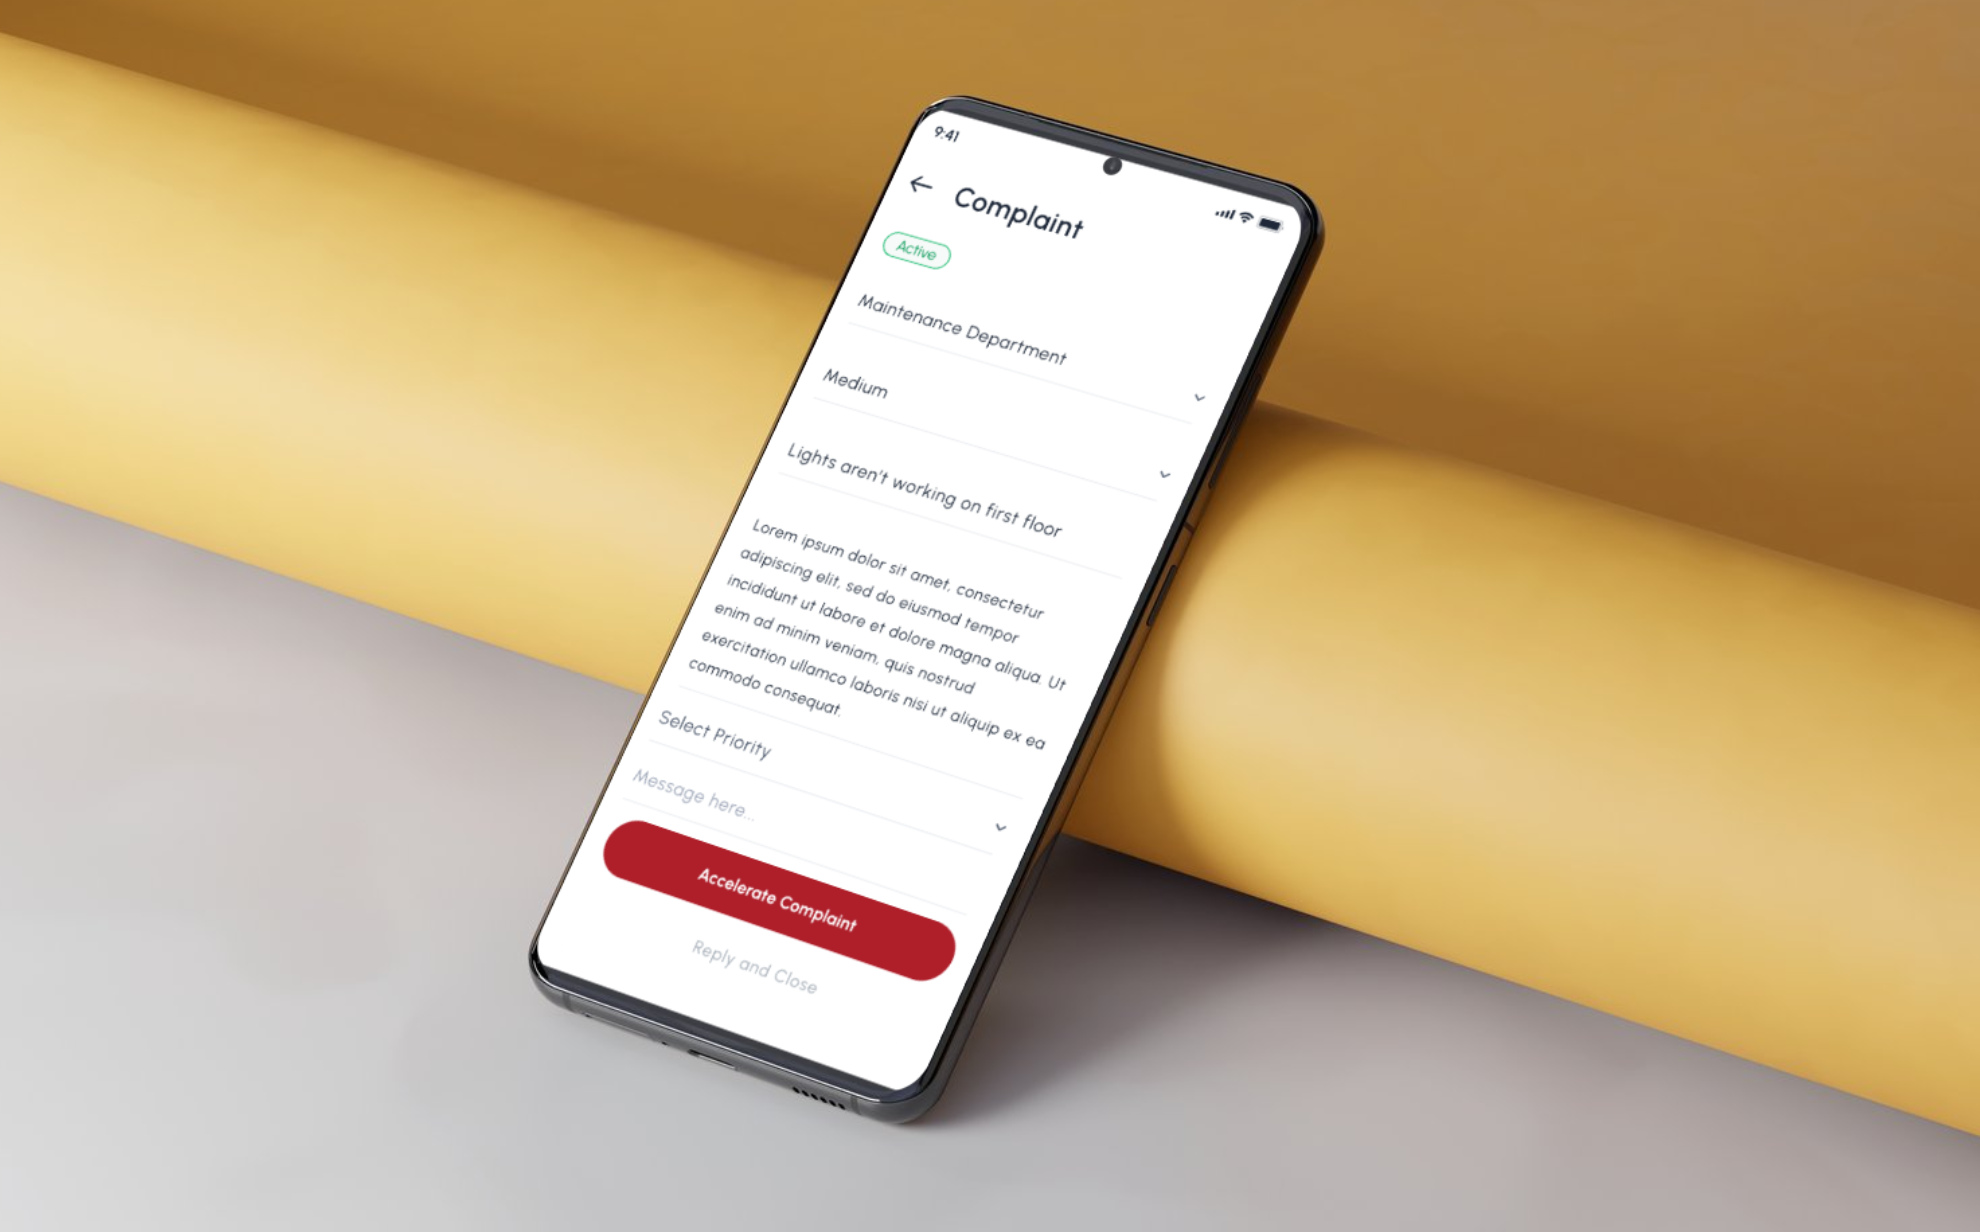 9:41
Complaint
Active
Maintenance Department
Medium
Lights aren't working on first floor
Lorem ipsum dolor sit amet, consectetur
adipiscing elit, sed do eiusmod tempor
incididunt ut labore et dolore magna aliqua. Ut
enim ad minim veniam, quis nostrud
exercitation ullamco laboris nisi ut aliquip ex ea
commodo consequat.
Select Priority
Message here...
Accelerate Complaint
Reply and Close